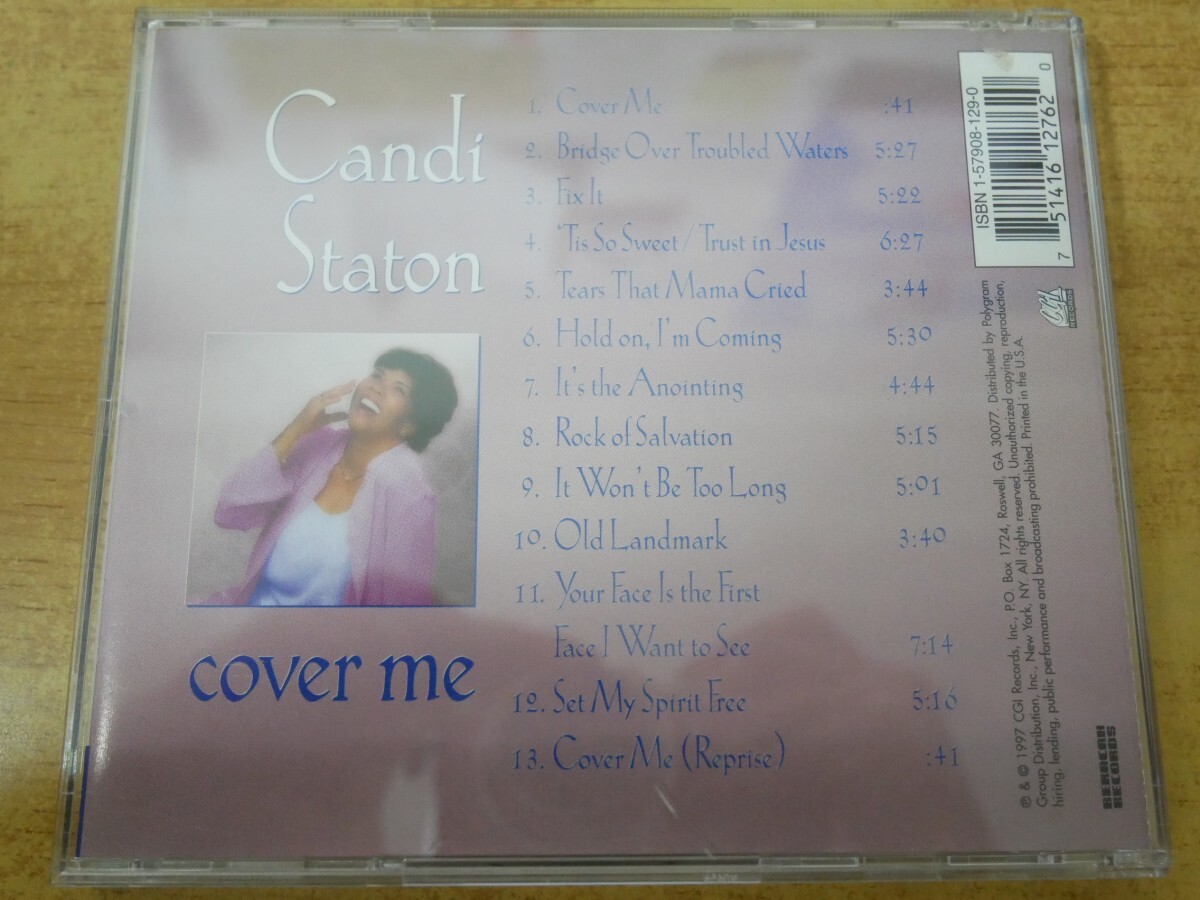 Candi
Staton
cover me
1. Cover Me :41
2. Bridge Over Troubled Waters 5:27
3. Fix It 5:22
4. 'Tis So Sweet / Trust in Jesus 6:27
5. Tears That Mama Cried 3:44
6. Hold on, I'm Coming 5:30
7. It's the Anointing 4:44
8. Rock of Salvation 5:15
9. It Won't Be Too Long 5:01
10. Old Landmark 3:40
11. Your Face Is the First
Face I Want to See 7:14
12. Set My Spirit Free 5:16
13. Cover Me (Reprise) :41
ISBN 1-57908-129-0
7 51416 12762 0
CGI
RECORDS
℗ & © 1997 CGI Records, Inc., P.O. Box 1724, Roswell, GA 30077. Distributed by Polygram
Group Distribution, Inc., New York, NY. All rights reserved. Unauthorized copying, reproduction,
hiring, lending, public performance and broadcasting prohibited. Printed in the U.S.A.
BERACAH
RECORDS